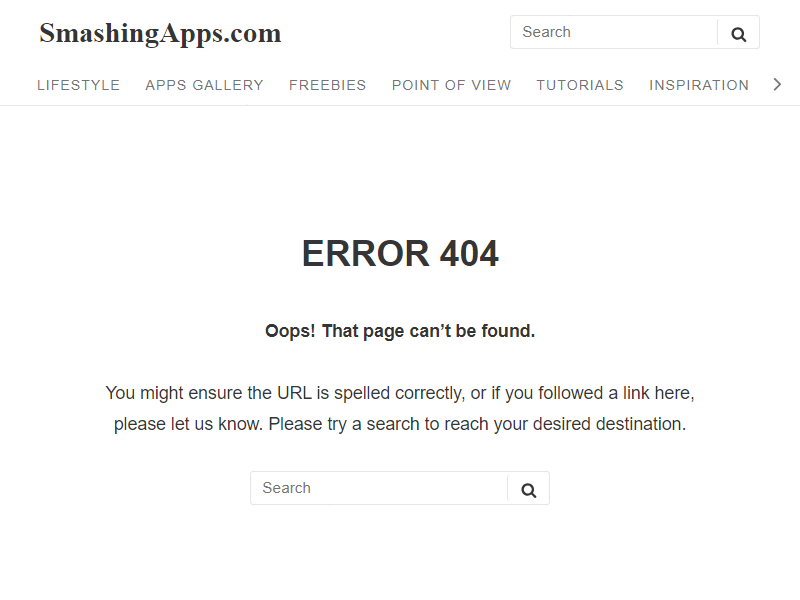 SmashingApps.com
Search
LIFESTYLE APPS GALLERY FREEBIES POINT OF VIEW TUTORIALS INSPIRATION
ERROR 404
Oops! That page can’t be found.
You might ensure the URL is spelled correctly, or if you followed a link here,
please let us know. Please try a search to reach your desired destination.
Search